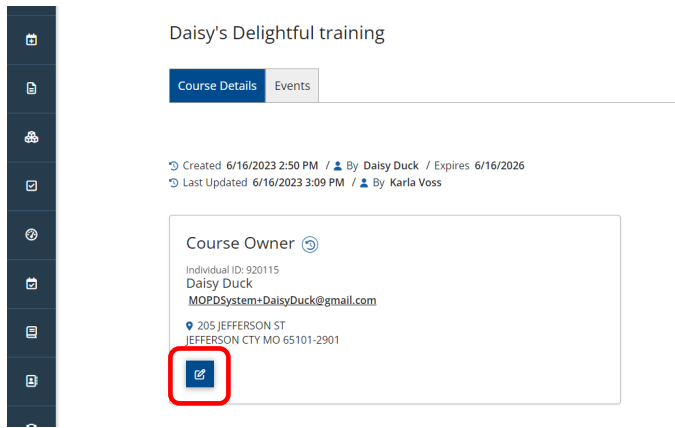 Daisy's Delightful training
Course Details Events
Created 6/16/2023 2:50 PM / By Daisy Duck / Expires 6/16/2026
Last Updated 6/16/2023 3:09 PM / By Karla Voss
Course Owner
Individual ID: 920115
Daisy Duck
MOPDSystem+DaisyDuck@gmail.com
205 JEFFERSON ST
JEFFERSON CTY MO 65101-2901